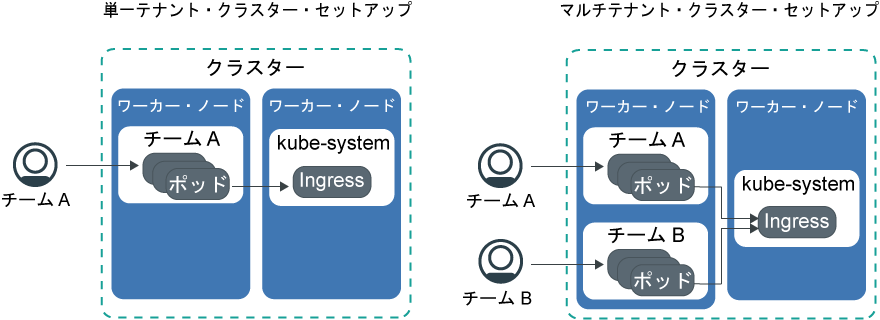 単一テナント・クラスター・セットアップ
クラスター
ワーカー・ノード
ワーカー・ノード
チーム A
kube-system
ポッド
Ingress
チーム A
マルチテナント・クラスター・セットアップ
クラスター
ワーカー・ノード
ワーカー・ノード
チーム A
ポッド
チーム A
kube-system
Ingress
チーム B
ポッド
チーム B